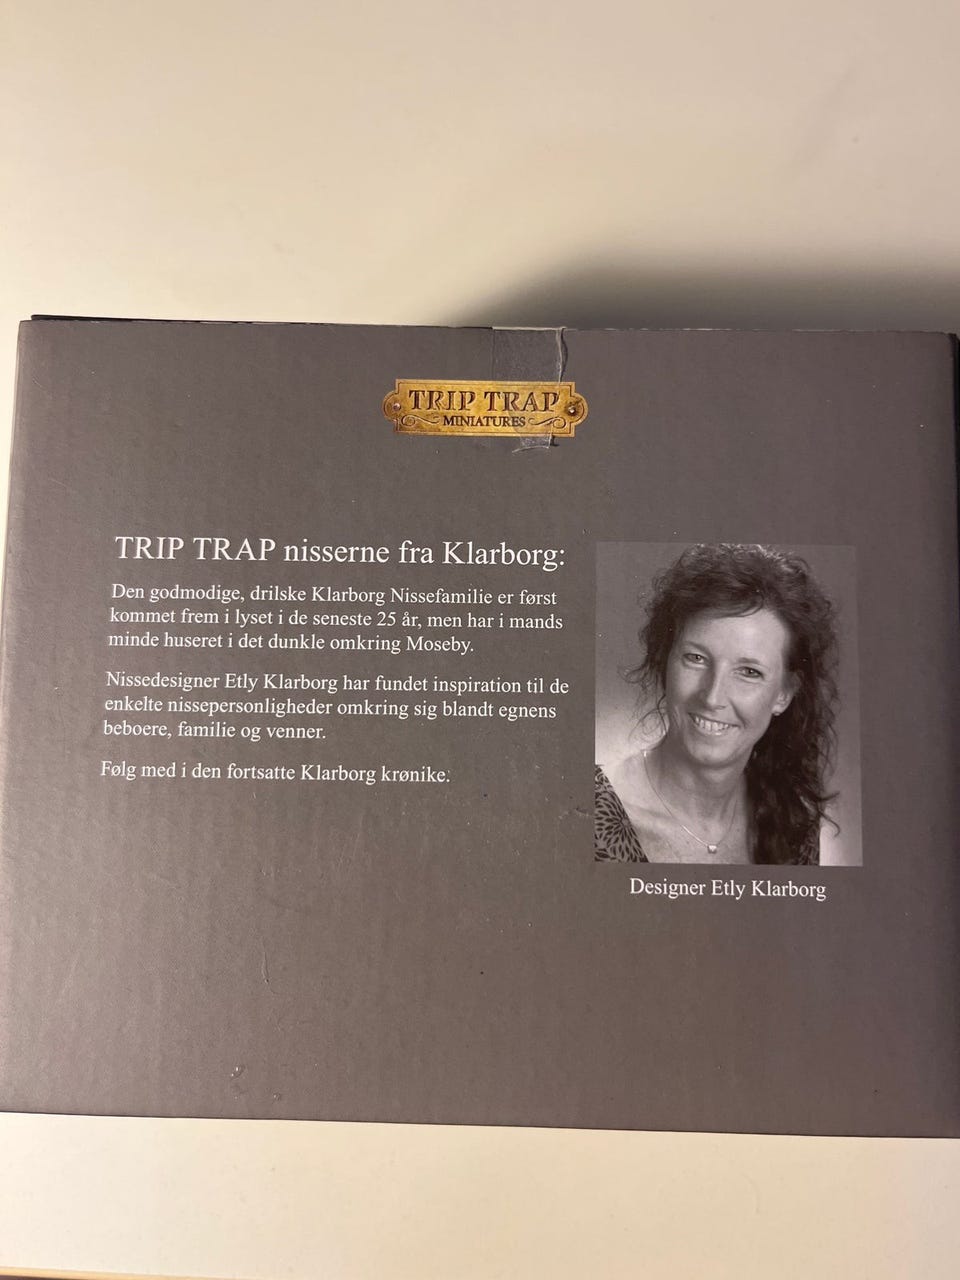 TRIP TRAP
MINIATURES
TRIP TRAP nisserne fra Klarborg:
Den godmodige, drilske Klarborg Nissefamilie er først
kommet frem i lyset i de seneste 25 år, men har i mands
minde huseret i det dunkle omkring Moseby.
Nissedesigner Etly Klarborg har fundet inspiration til de
enkelte nissepersonligheder omkring sig blandt egnens
beboere, familie og venner.
Følg med i den fortsatte Klarborg krønike.
Designer Etly Klarborg